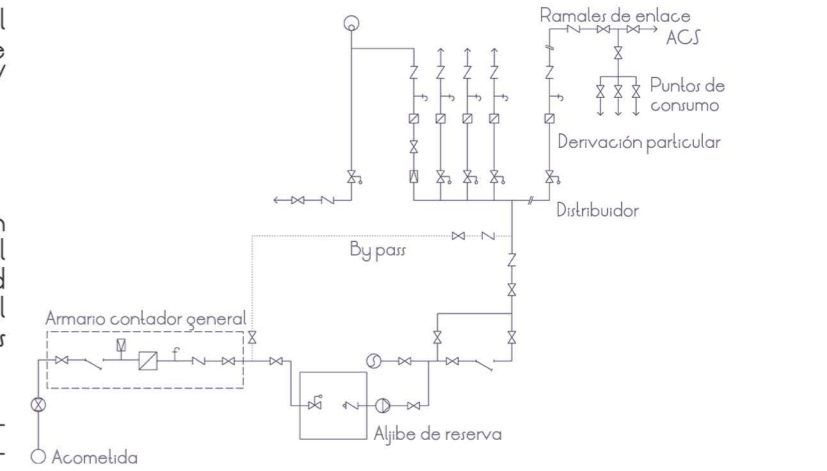 Ramales de enlace
ACS
Puntos de
consumo
Derivación particular
Distribuidor
By pass
Armario contador general
Aljibe de reserva
Acometida